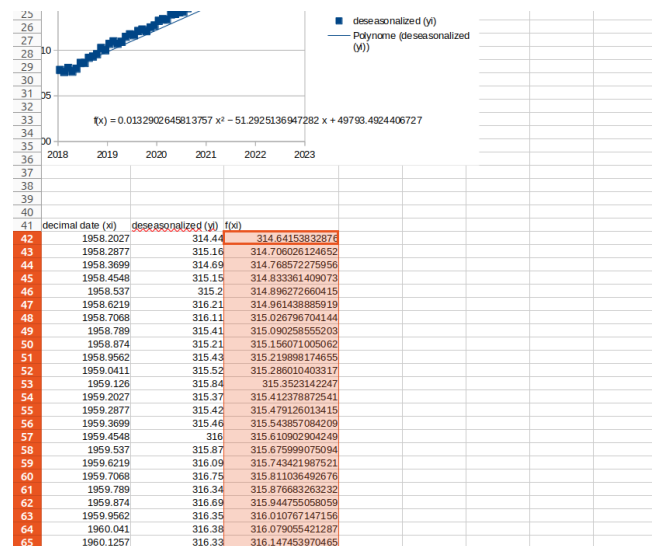 25
26
27
28
29
30
31
32
33
34
35
36
37
38
39
40
deseasonalized (yi)
Polynome (deseasonalized (yi))
10
05
00
f(x) = 0.0132902645813757 x² − 51.2925136947282 x + 49793.4924406727
2018 2019 2020 2021 2022 2023
41 decimal date (xi) deseasonalized (yi) f(xi)
42 1958.2027 314.44 314.64153832876
43 1958.2877 315.16 314.706026124652
44 1958.3699 314.69 314.768572275956
45 1958.4548 315.15 314.833361409073
46 1958.537 315.2 314.896272660415
47 1958.6219 316.21 314.961438885919
48 1958.7068 316.11 315.026796704144
49 1958.789 315.41 315.090258555203
50 1958.874 315.21 315.156071005062
51 1958.9562 315.43 315.219898174655
52 1959.0411 315.52 315.286010403317
53 1959.126 315.84 315.3523142247
54 1959.2027 315.37 315.412378872541
55 1959.2877 315.42 315.479126013415
56 1959.3699 315.46 315.543857084209
57 1959.4548 316 315.610902904249
58 1959.537 315.87 315.675999075094
59 1959.6219 316.09 315.743421987521
60 1959.7068 316.75 315.811036492676
61 1959.789 316.34 315.876683263232
62 1959.874 316.69 315.944755058059
63 1959.9562 316.35 316.010767147156
64 1960.041 316.38 316.079055421287
65 1960.1257 316.33 316.147453970465